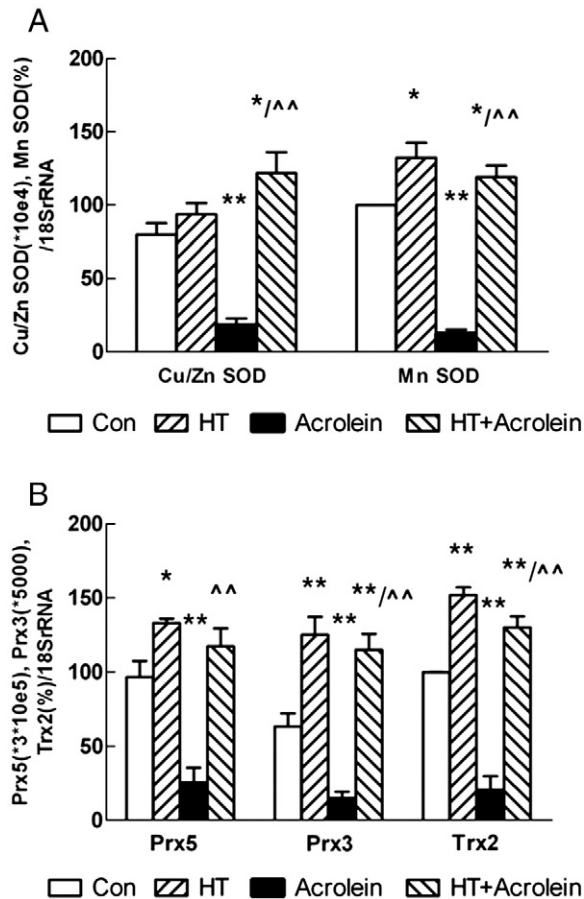 A
Cu/Zn SOD(*10e4), Mn SOD(%)
/18SrRNA
200
150
100
50
0
*/^^
**
*
**
*/^^
Cu/Zn SOD
Mn SOD
Con
HT
Acrolein
HT+Acrolein
B
Prx5(*3*10e5), Prx3(*5000),
Trx2(%)/18SrRNA
200
150
100
50
0
*
**
^^
**
**
**/^^
**
**
**/^^
Prx5
Prx3
Trx2
Con
HT
Acrolein
HT+Acrolein